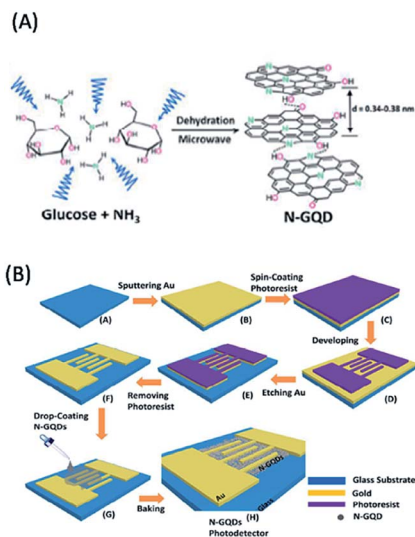 (A)
Dehydration
Microwave
d = 0.34-0.38 nm
Glucose + NH₃
N-GQD
(B)
Sputtering Au
Spin-Coating
Photoresist
(A)
(B)
(C)
Developing
(F)
(E)
(D)
Removing
Photoresist
Etching Au
Drop-Coating
N-GQDs
(G)
Baking
N-GQDs
Au
Glass
(H)
N-GQDs
Photodetector
Glass Substrate
Gold
Photoresist
N-GQD